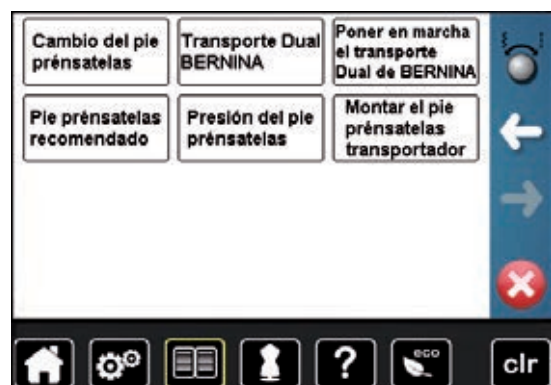 Cambio del pie
prénsatelas
Transporte Dual
BERNINA
Poner en marcha
el transporte
Dual de BERNINA
Pie prénsatelas
recomendado
Presión del pie
prénsatelas
Montar el pie
prénsatelas
transportador
?
eco
clr